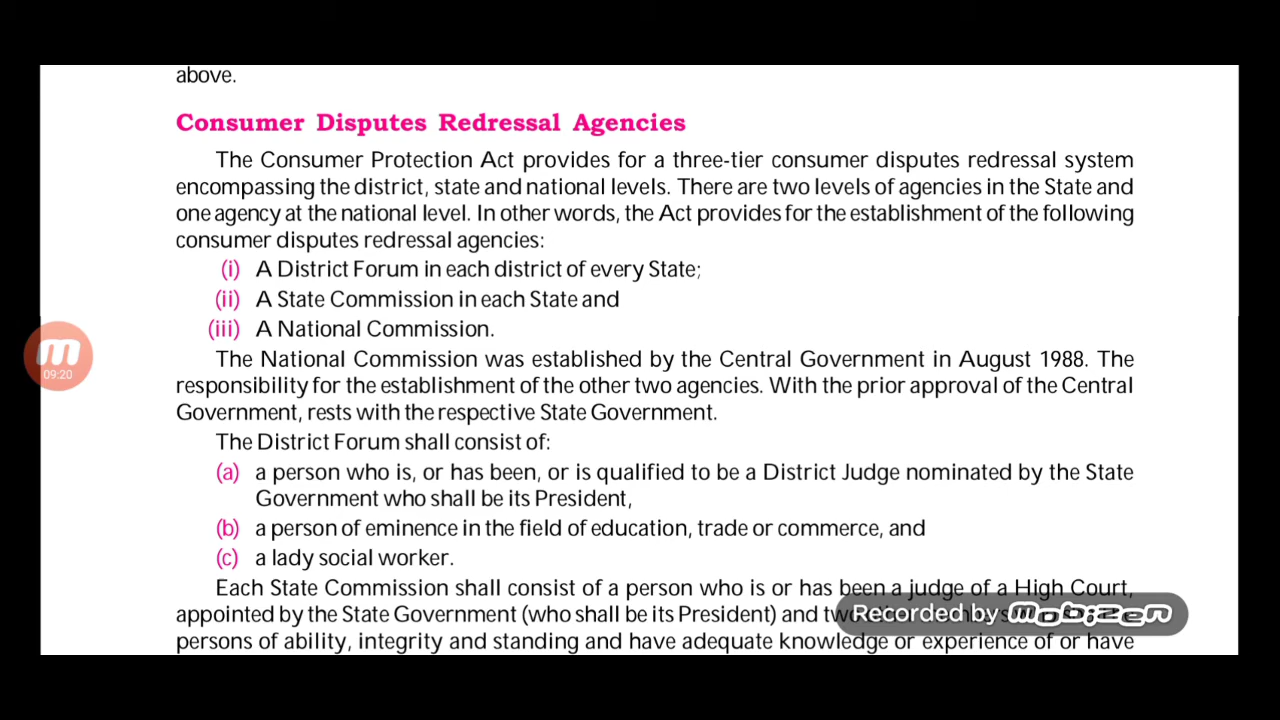 above.
Consumer Disputes Redressal Agencies
The Consumer Protection Act provides for a three-tier consumer disputes redressal system
encompassing the district, state and national levels. There are two levels of agencies in the State and
one agency at the national level. In other words, the Act provides for the establishment of the following
consumer disputes redressal agencies:
(i) A District Forum in each district of every State;
(ii) A State Commission in each State and
(iii) A National Commission.
The National Commission was established by the Central Government in August 1988. The
responsibility for the establishment of the other two agencies. With the prior approval of the Central
Government, rests with the respective State Government.
The District Forum shall consist of:
(a) a person who is, or has been, or is qualified to be a District Judge nominated by the State
Government who shall be its President,
(b) a person of eminence in the field of education, trade or commerce, and
(c) a lady social worker.
Each State Commission shall consist of a person who is or has been a judge of a High Court,
appointed by the State Government (who shall be its President) and
persons of ability, integrity and standing and have adequate knowledge or experience of or have
m
09:20
Recorded by mobizen